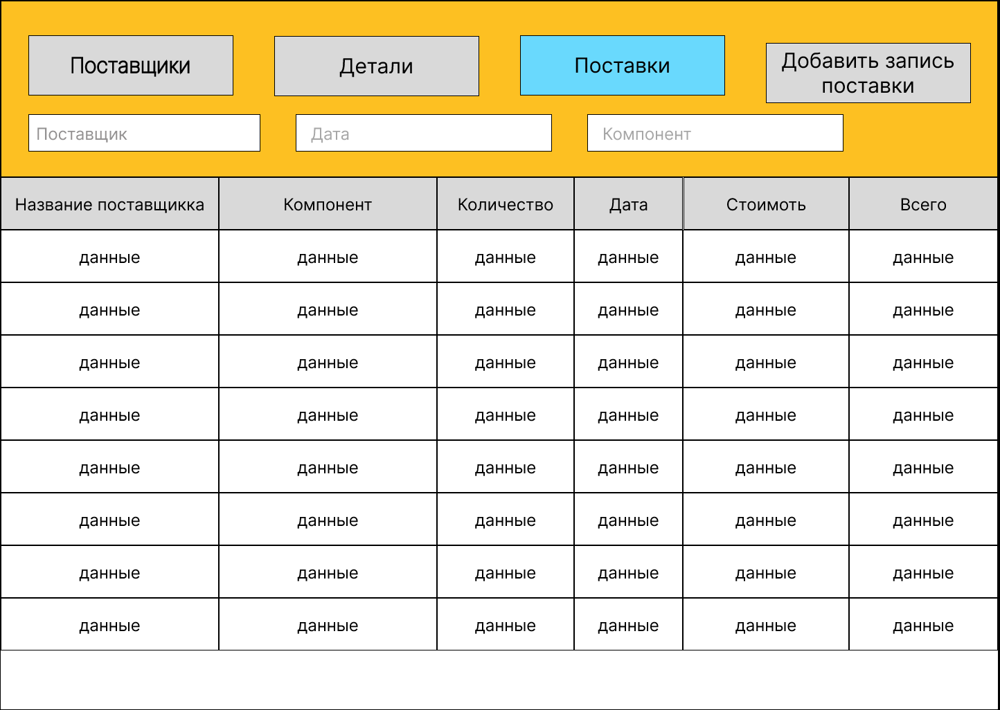 Поставщики
Детали
Поставки
Добавить запись
поставки
Поставщик
Дата
Компонент
Название поставщикка Компонент Количество Дата Стоимоть Всего
данные данные данные данные данные данные
данные данные данные данные данные данные
данные данные данные данные данные данные
данные данные данные данные данные данные
данные данные данные данные данные данные
данные данные данные данные данные данные
данные данные данные данные данные данные
данные данные данные данные данные данные